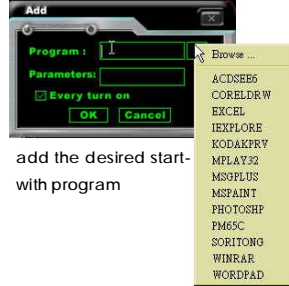 Add
Program :
Parameters:
Every turn on
OK Cancel
Browse ...
ACDSEE6
CORELDRW
EXCEL
IEXPLORE
KODAKPRV
MPLAY32
MSGPLUS
MSPAINT
PHOTOSHP
PM65C
SORITONG
WINRAR
WORDPAD
add the desired start-
with program